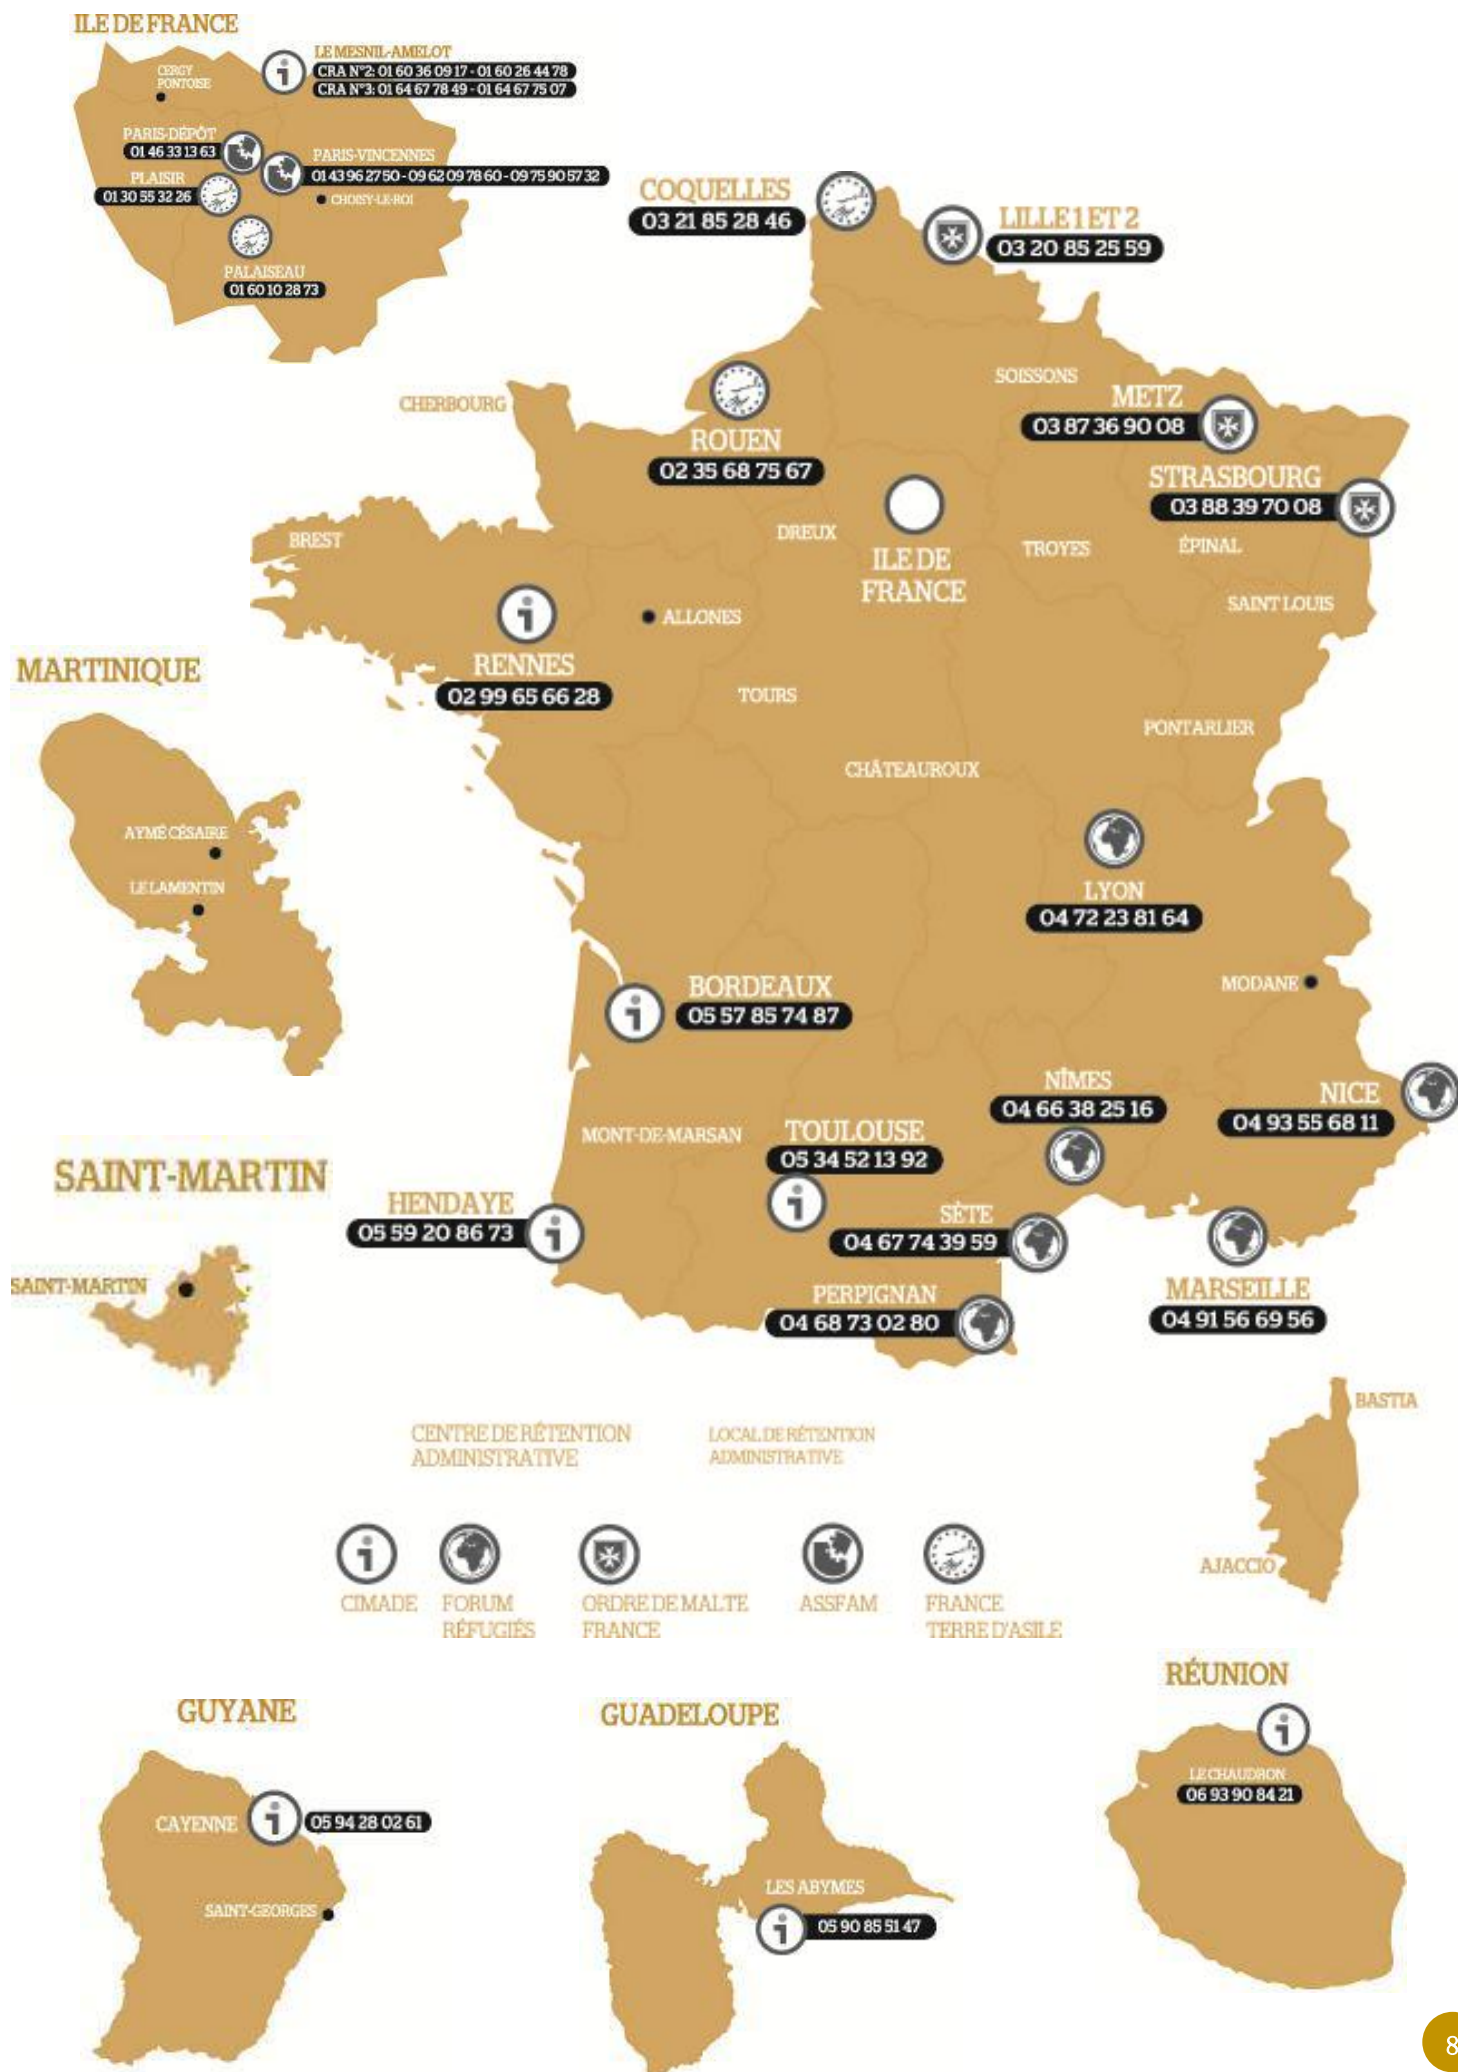 ILE DE FRANCE
LE MESNIL-AMELOT
CRA N°2: 01 60 36 09 17 - 01 60 26 44 78
CRA N°3: 01 64 67 78 49 - 01 64 67 75 07
CERGY
PONTOISE
PARIS-DÉPÔT
01 46 33 13 63
PARIS-VINCENNES
01 43 96 27 50 - 09 62 09 78 60 - 09 75 90 57 32
PLAISIR
01 30 55 32 26
CHOISY-LE-ROI
PALAISEAU
01 60 10 28 73
COQUELLES
03 21 85 28 46
LILLE 1 ET 2
03 20 85 25 59
SOISSONS
CHERBOURG
METZ
03 87 36 90 08
ROUEN
02 35 68 75 67
STRASBOURG
03 88 39 70 08
DREUX
BREST
TROYES
ÉPINAL
ILE DE
FRANCE
SAINT LOUIS
ALLONES
RENNES
02 99 65 66 28
MARTINIQUE
TOURS
PONTARLIER
CHÂTEAUROUX
AYMÉ CÉSAIRE
LE LAMENTIN
LYON
04 72 23 81 64
MODANE
BORDEAUX
05 57 85 74 87
NÎMES
04 66 38 25 16
NICE
04 93 55 68 11
MONT-DE-MARSAN
TOULOUSE
05 34 52 13 92
SAINT-MARTIN
HENDAYE
05 59 20 86 73
SÈTE
04 67 74 39 59
SAINT-MARTIN
PERPIGNAN
04 68 73 02 80
MARSEILLE
04 91 56 69 56
BASTIA
AJACCIO
CENTRE DE RÉTENTION
ADMINISTRATIVE
LOCAL DE RÉTENTION
ADMINISTRATIVE
CIMADE
FORUM
RÉFUGIÉS
ORDRE DE MALTE
FRANCE
ASSFAM
FRANCE
TERRE D'ASILE
RÉUNION
LE CHAUDRON
06 93 90 84 21
GUYANE
CAYENNE
05 94 28 02 61
SAINT-GEORGES
GUADELOUPE
LES ABYMES
05 90 85 51 47
8